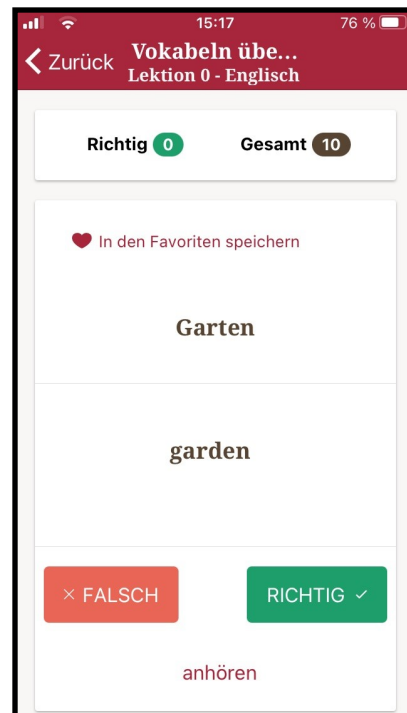 15:17
76 %
Zurück
Vokabeln übe...
Lektion 0 - Englisch
Richtig 0
Gesamt 10
In den Favoriten speichern
Garten
garden
× FALSCH
RICHTIG ✓
anhören